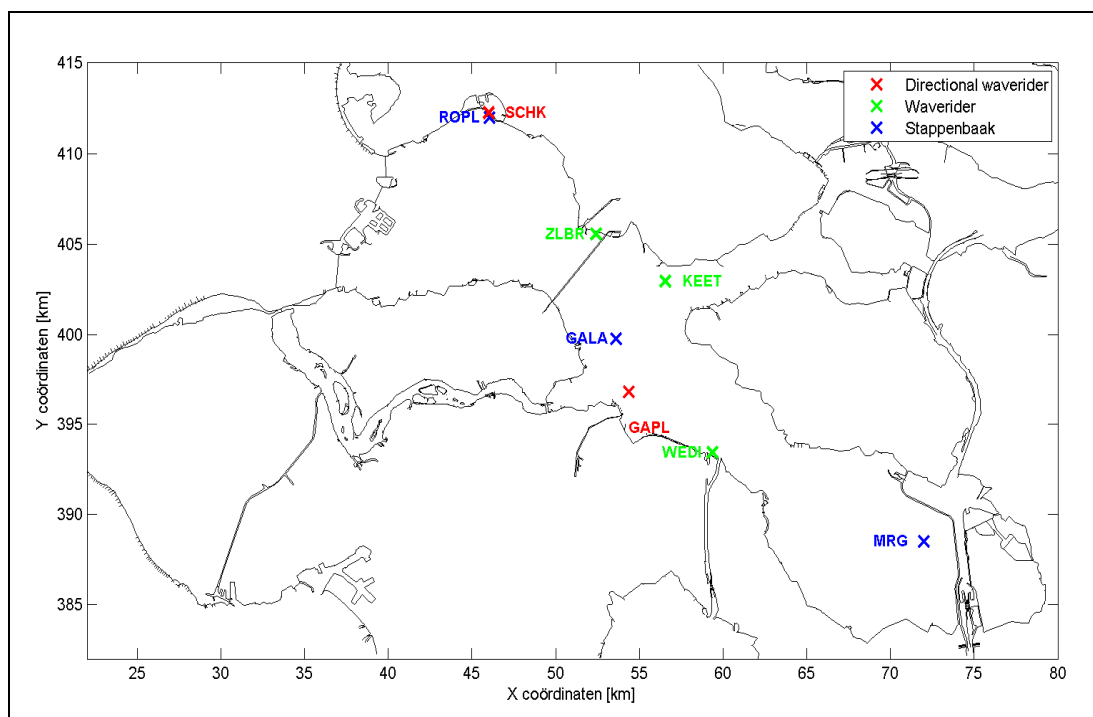 415
410
405
400
395
390
385
Y coördinaten [km]
Directional waverider
Waverider
Stappenbaak
ROPL
SCHK
ZLBR
KEET
GALA
GAPL
WEDI
MRG
25
30
35
40
45
50
55
60
65
70
75
80
X coördinaten [km]